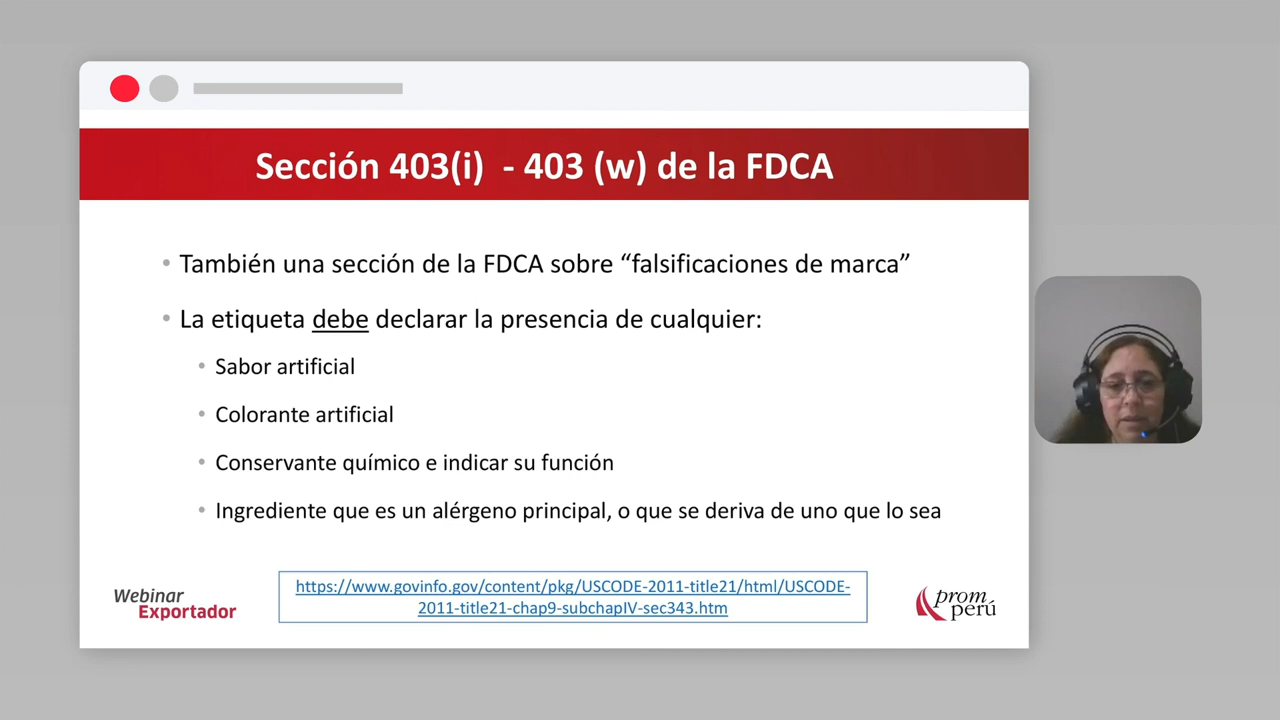 Sección 403(i) - 403 (w) de la FDCA
• También una sección de la FDCA sobre “falsificaciones de marca”
• La etiqueta debe declarar la presencia de cualquier:
• Sabor artificial
• Colorante artificial
• Conservante químico e indicar su función
• Ingrediente que es un alérgeno principal, o que se deriva de uno que lo sea
Webinar
Exportador
https://www.govinfo.gov/content/pkg/USCODE-2011-title21/html/USCODE-
2011-title21-chap9-subchapIV-sec343.htm
prom
perú